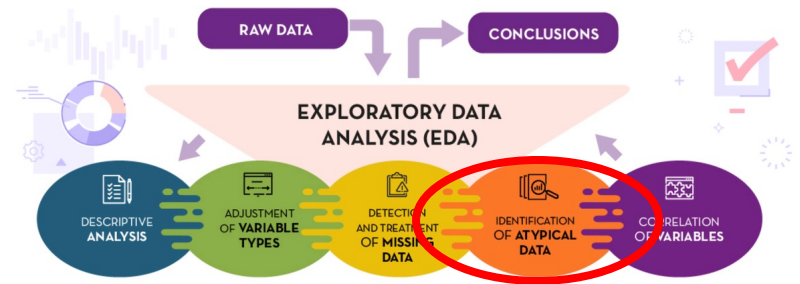 RAW DATA
CONCLUSIONS
EXPLORATORY DATA
ANALYSIS (EDA)
DESCRIPTIVE
ANALYSIS
ADJUSTMENT
OF VARIABLE
TYPES
DETECTION
AND TREATMENT
OF MISSING
DATA
IDENTIFICATION
OF ATYPICAL
DATA
CORRELATION
OF VARIABLES